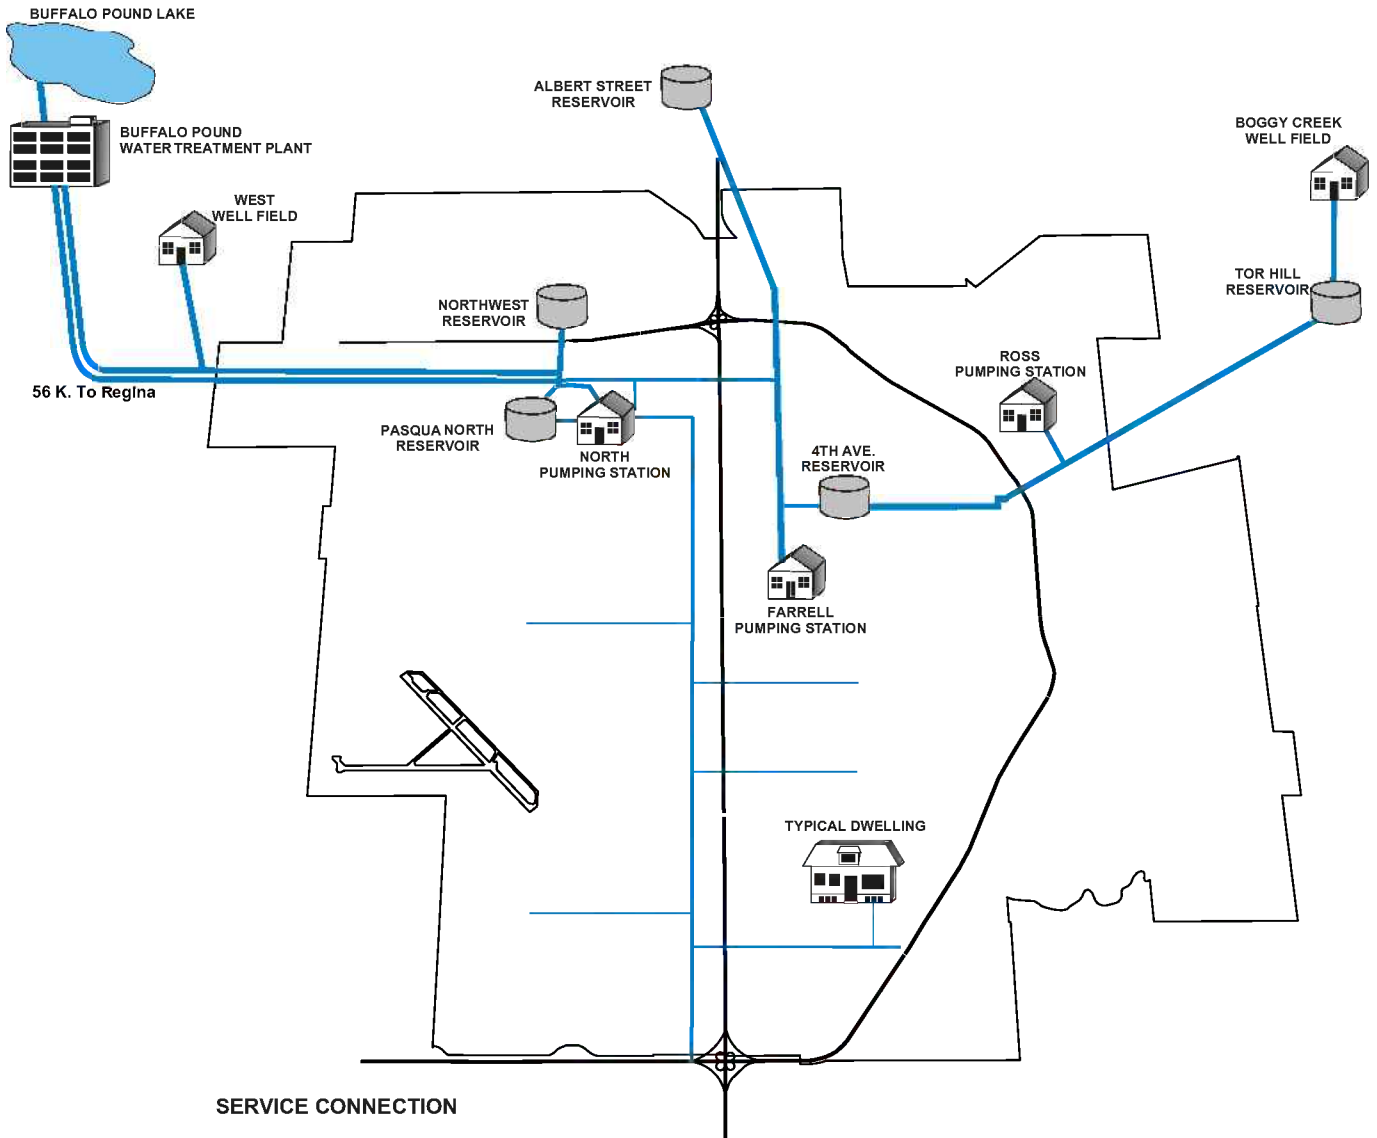 BUFFALO POUND LAKE
ALBERT STREET
RESERVOIR
BOGGY CREEK
WELL FIELD
BUFFALO POUND
WATER TREATMENT PLANT
WEST
WELL FIELD
TOR HILL
RESERVOIR
NORTHWEST
RESERVOIR
ROSS
PUMPING STATION
56 K. To Regina
PASQUA NORTH
RESERVOIR
NORTH
PUMPING STATION
4TH AVE.
RESERVOIR
FARRELL
PUMPING STATION
TYPICAL DWELLING
SERVICE CONNECTION